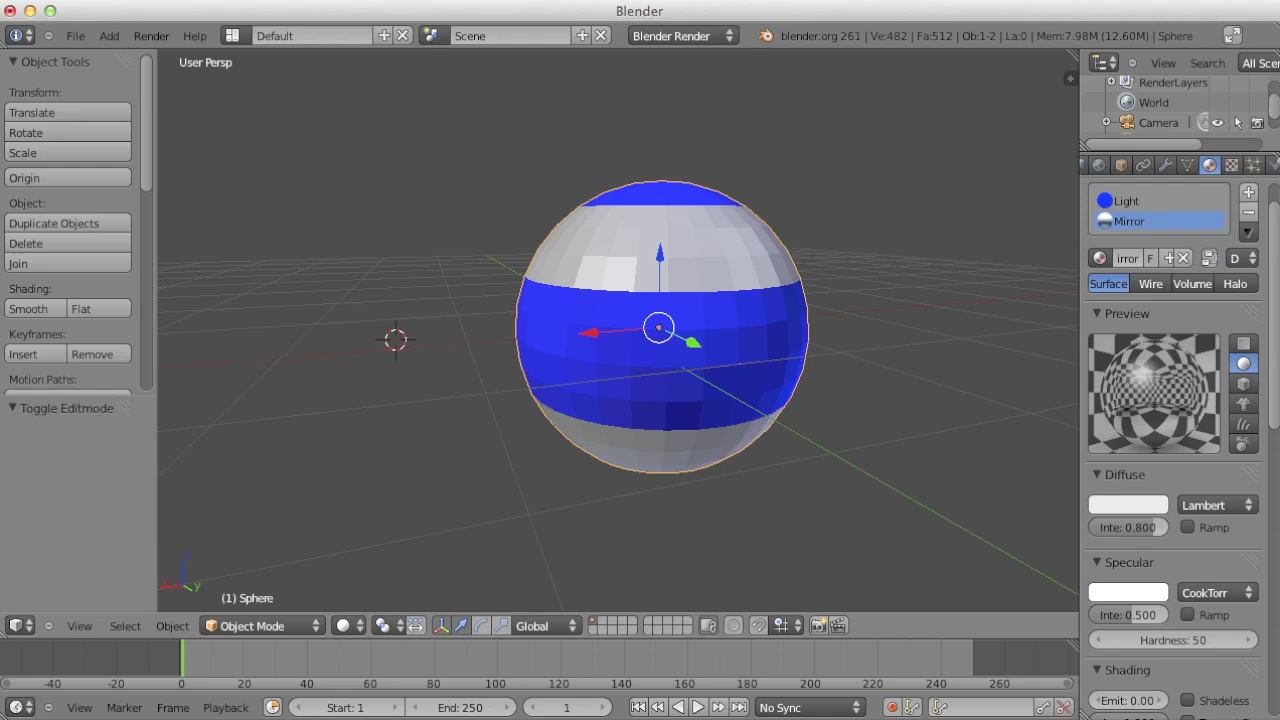 Blender
File Add Render Help Default Scene Blender Render blender.org 261 | Ve:482 | Fa:512 | Ob:1-2 | La:0 | Mem:7.98M (12.60M) | Sphere
Object Tools
Transform:
Translate
Rotate
Scale
Origin
Object:
Duplicate Objects
Delete
Join
Shading:
Smooth Flat
Keyframes:
Insert Remove
Motion Paths:
Toggle Editmode
User Persp
z
x y
(1) Sphere
View Search All Scen
RenderLayers
World
Camera
Light
Mirror
irror F D
Surface Wire Volume Halo
Preview
Diffuse
Lambert
Inte: 0.800 Ramp
Specular
CookTorr
Inte: 0.500 Ramp
Hardness: 50
Shading
Emit: 0.00 Shadeless
View Select Object Object Mode Global
-40 -20 0 20 40 60 80 100 120 140 160 180 200 220 240 260
View Marker Frame Playback Start: 1 End: 250 1 No Sync